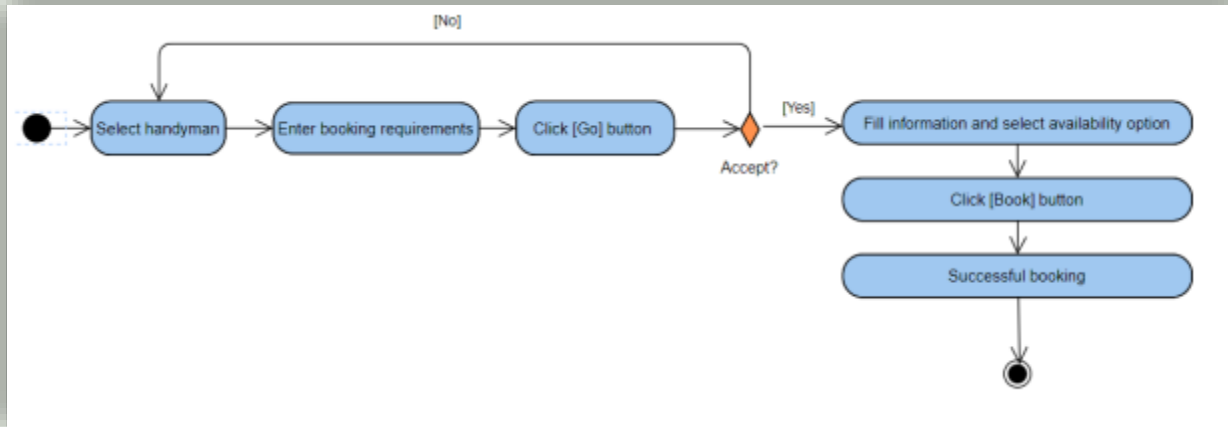 [No]
Select handyman
Enter booking requirements
Click [Go] button
Accept?
[Yes]
Fill information and select availability option
Click [Book] button
Successful booking